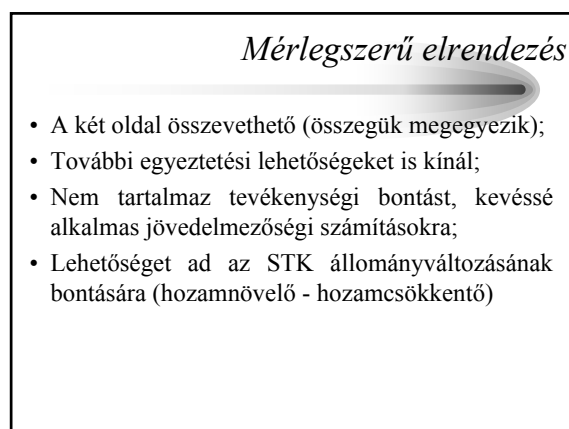 Mérlegszerű elrendezés
• A két oldal összevethető (összegük megegyezik);
• További egyeztetési lehetőségeket is kínál;
• Nem tartalmaz tevékenységi bontást, kevéssé
alkalmas jövedelmezőségi számításokra;
• Lehetőséget ad az STK állományváltozásának
bontására (hozamnövelő - hozamcsökkentő)